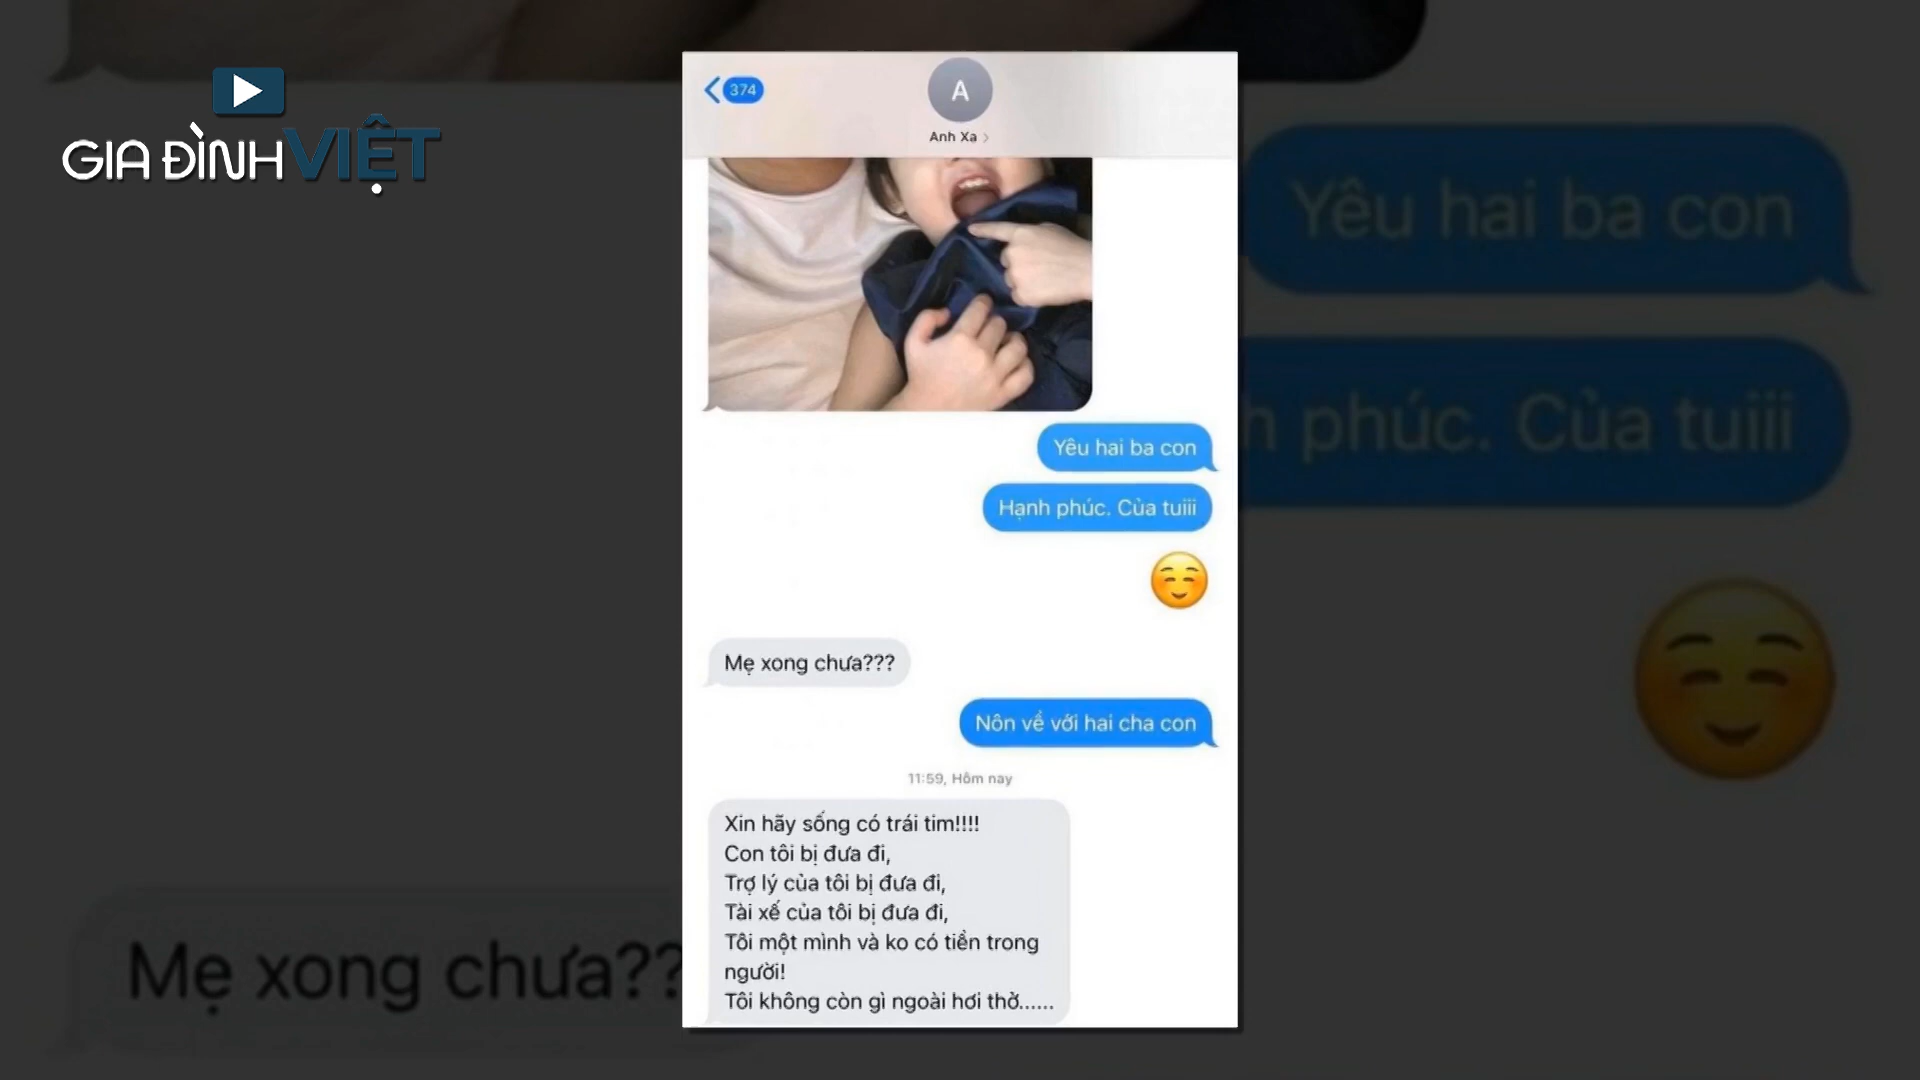 GIA ĐÌNH VIỆT
374
A
Anh Xa
Yêu hai ba con
Hạnh phúc. Của tuiii
Mẹ xong chưa???
Nôn về với hai cha con
11:59, Hôm nay
Xin hãy sống có trái tim!!!!
Con tôi bị đưa đi,
Trợ lý của tôi bị đưa đi,
Tài xế của tôi bị đưa đi,
Tôi một mình và ko có tiền trong
người!
Tôi không còn gì ngoài hơi thở......
Yêu hai ba con
h phúc. Của tuiii
Mẹ xong chưa??